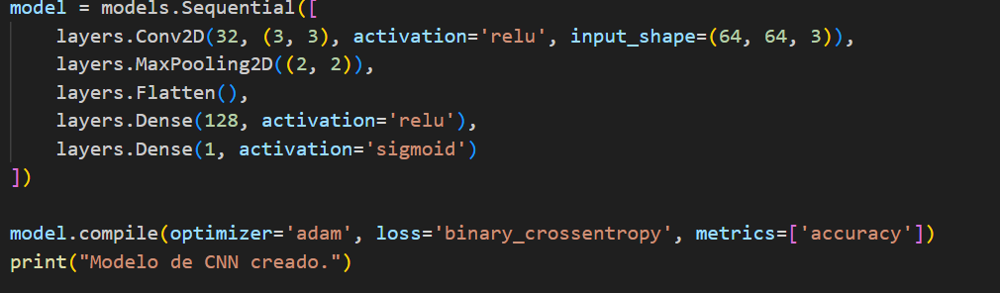 model = models.Sequential([
    layers.Conv2D(32, (3, 3), activation='relu', input_shape=(64, 64, 3)),
    layers.MaxPooling2D((2, 2)),
    layers.Flatten(),
    layers.Dense(128, activation='relu'),
    layers.Dense(1, activation='sigmoid')
])

model.compile(optimizer='adam', loss='binary_crossentropy', metrics=['accuracy'])
print("Modelo de CNN creado.")